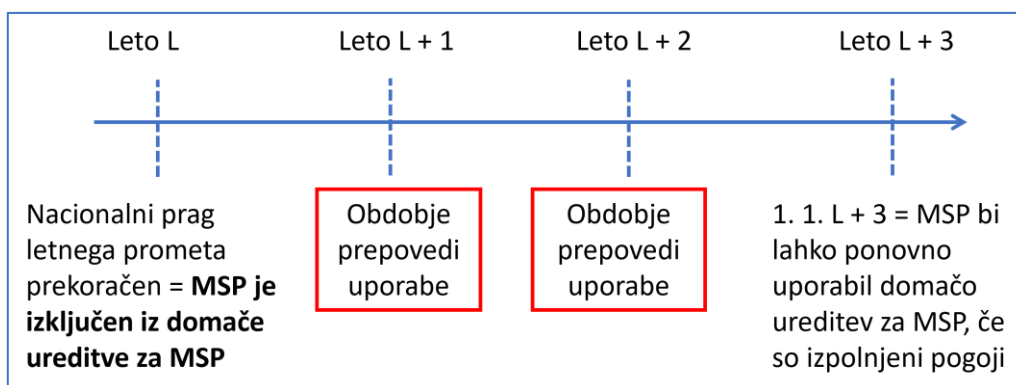 Leto L
Leto L + 1
Leto L + 2
Leto L + 3
Nacionalni prag
letnega prometa
prekoračen = MSP je
izključen iz domače
ureditve za MSP
Obdobje
prepovedi
uporabe
Obdobje
prepovedi
uporabe
1. 1. L + 3 = MSP bi
lahko ponovno
uporabil domačo
ureditev za MSP, če
so izpolnjeni pogoji